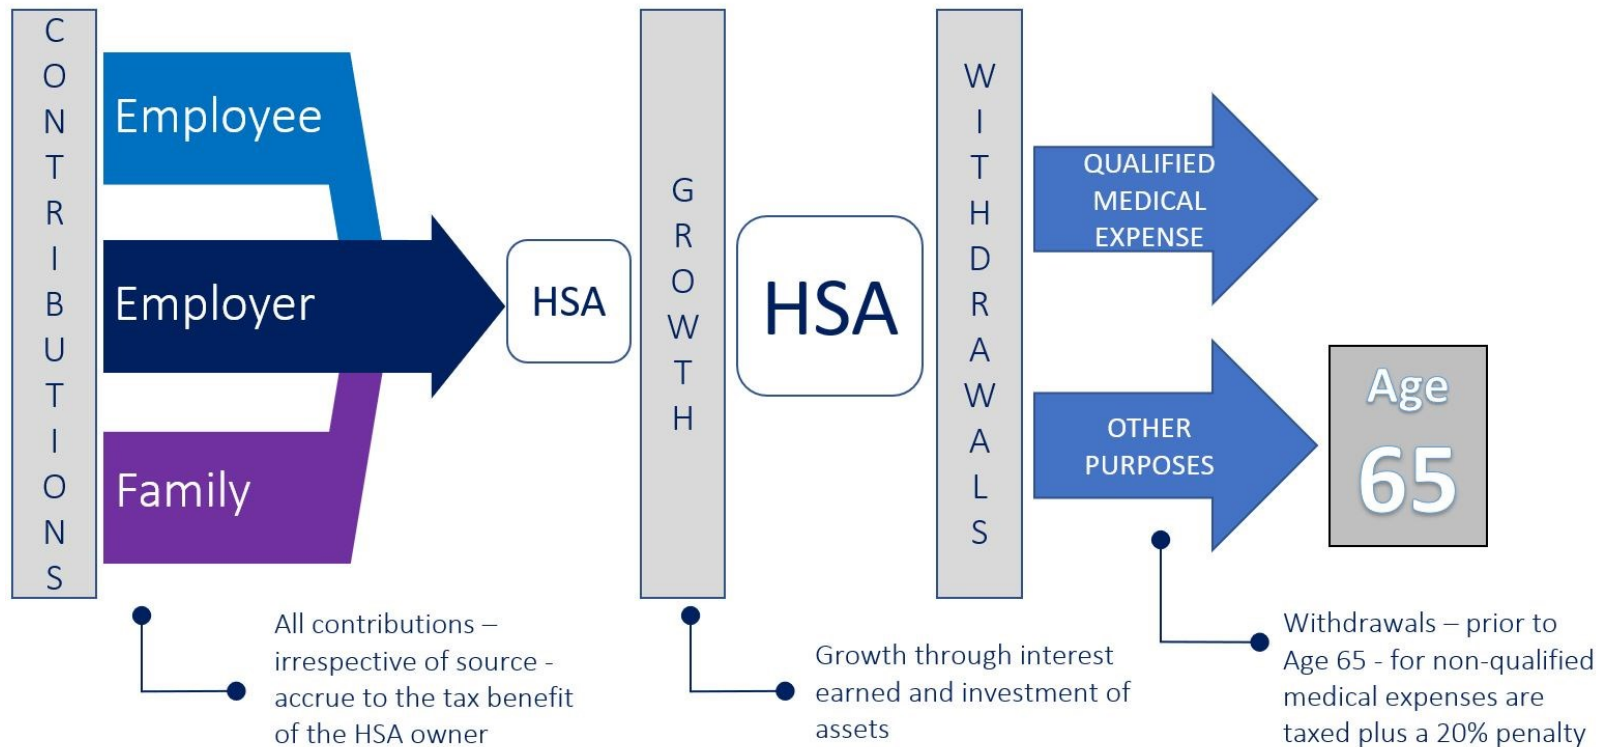 CONTRIBUTIONS
Employee
Employer
Family
HSA
GROWTH
HSA
WITHDRAWALS
QUALIFIED
MEDICAL
EXPENSE
OTHER
PURPOSES
Age
65
All contributions –
irrespective of source -
accrue to the tax benefit
of the HSA owner
Growth through interest
earned and investment of
assets
Withdrawals – prior to
Age 65 - for non-qualified
medical expenses are
taxed plus a 20% penalty